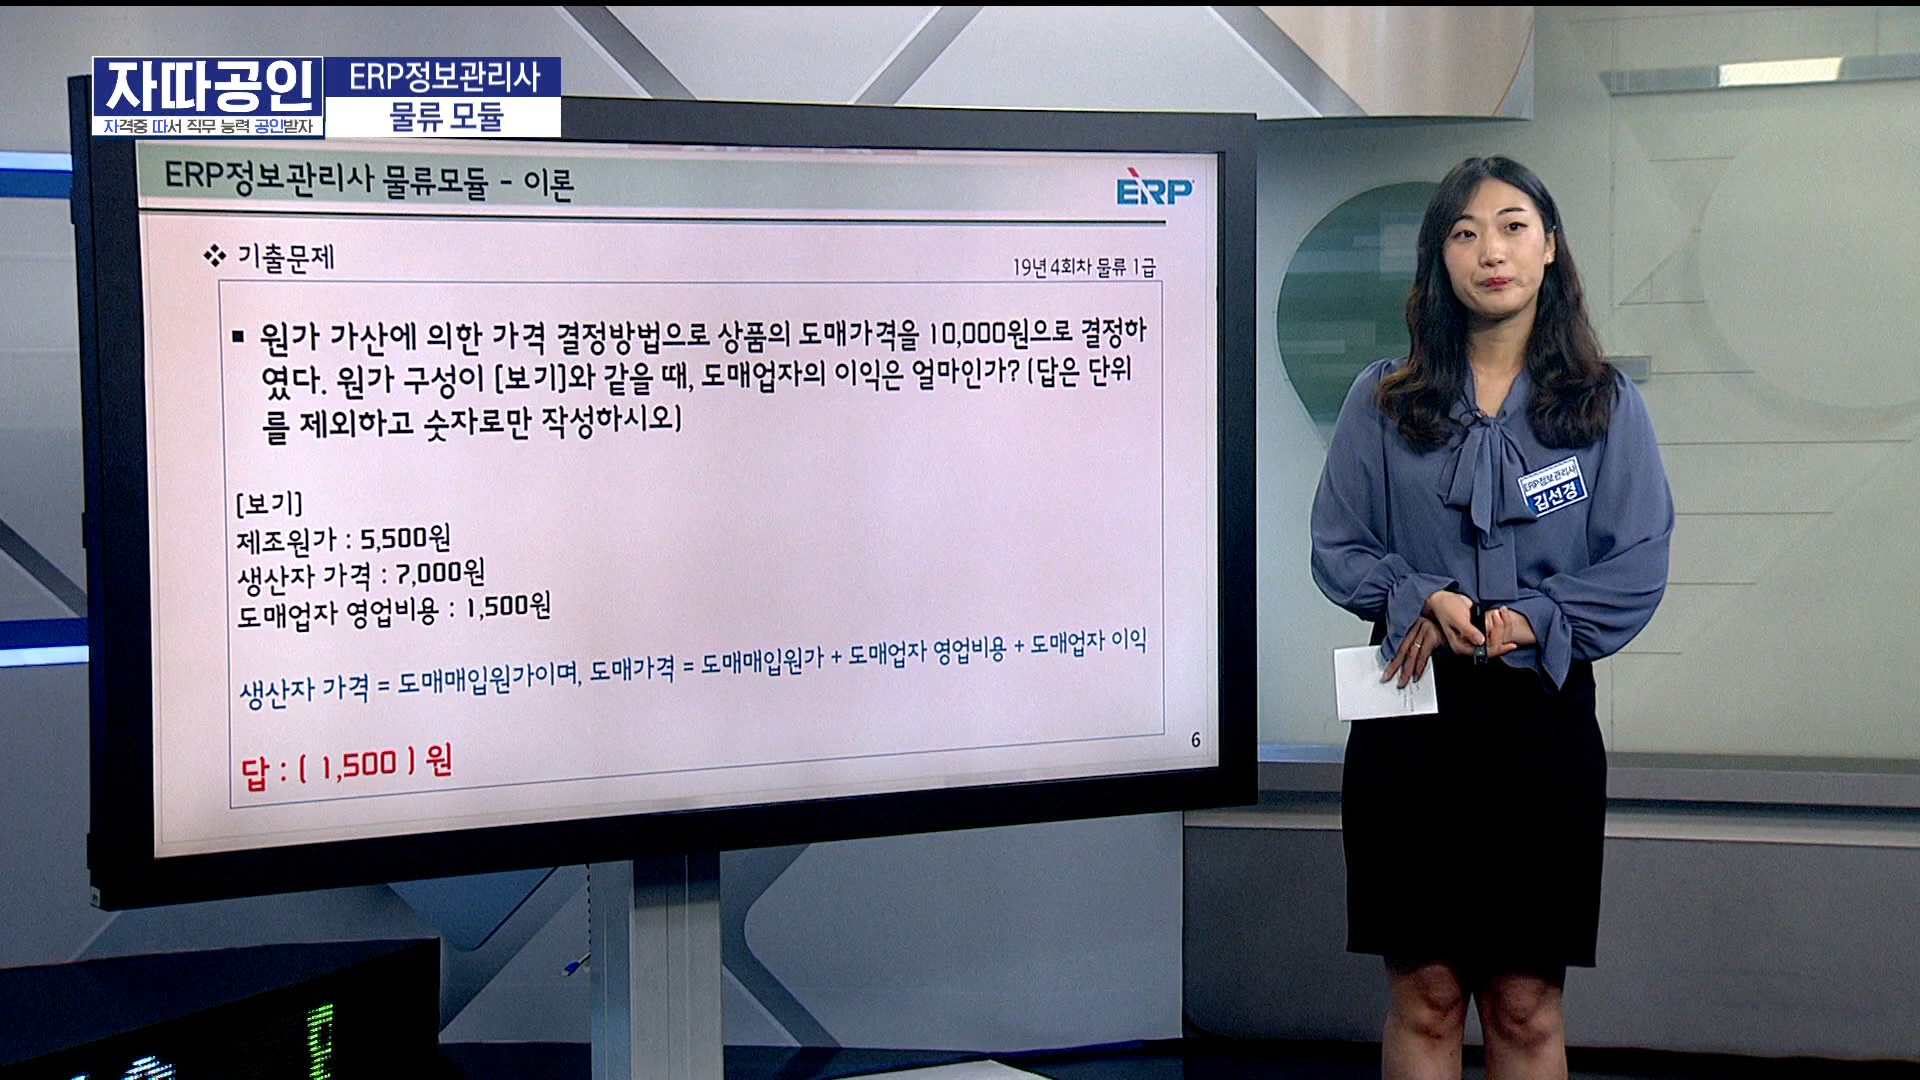 자따공인
자격증 따서 직무 능력 공인받자
ERP정보관리사
물류 모듈
ERP정보관리사 물류모듈 - 이론
ERP
❖ 기출문제
19년 4회차 물류 1급
▪ 원가 가산에 의한 가격 결정방법으로 상품의 도매가격을 10,000원으로 결정하
였다. 원가 구성이 [보기]와 같을 때, 도매업자의 이익은 얼마인가? (답은 단위
를 제외하고 숫자로만 작성하시오)
[보기]
제조원가 : 5,500원
생산자 가격 : 7,000원
도매업자 영업비용 : 1,500원
생산자 가격 = 도매매입원가이며, 도매가격 = 도매매입원가 + 도매업자 영업비용 + 도매업자 이익
답 : ( 1,500 ) 원
6
ERP정보관리사
김선경